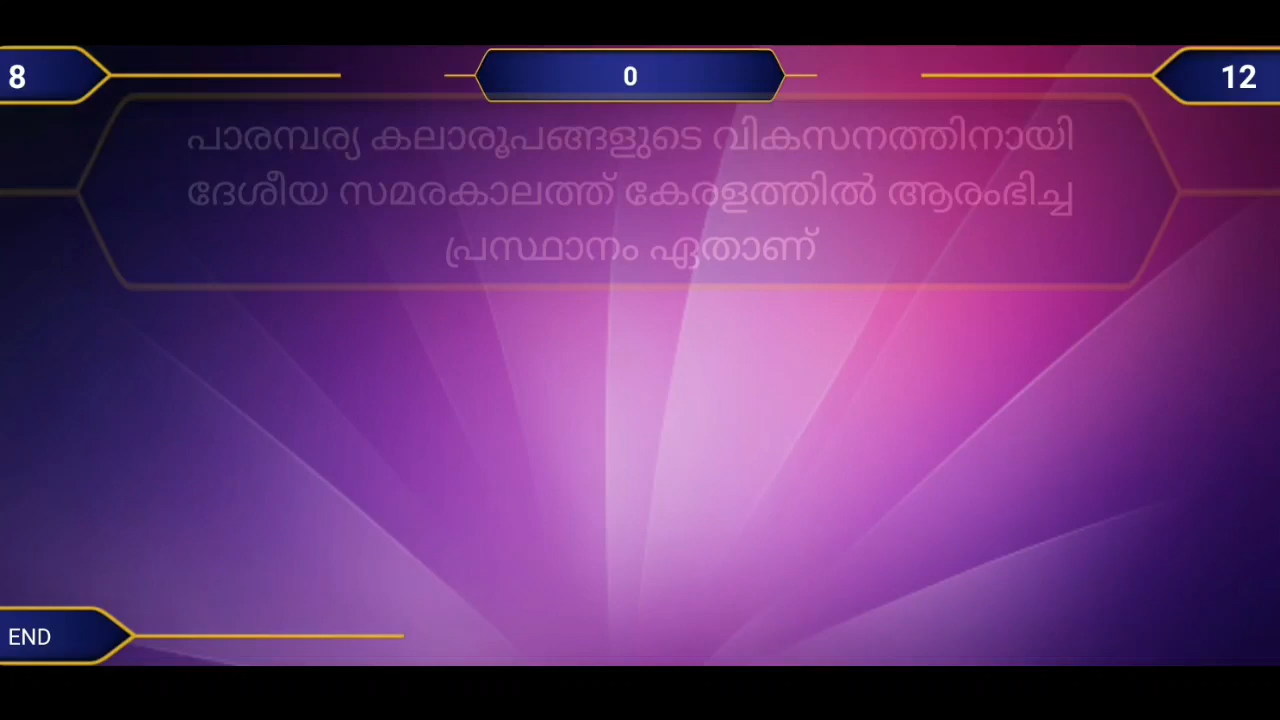 8
0
12
പാരമ്പര്യ കലാരൂപങ്ങളുടെ വികസനത്തിനായി
ദേശീയ സമരകാലത്ത് കേരളത്തിൽ ആരംഭിച്ച
പ്രസ്ഥാനം ഏതാണ്
END